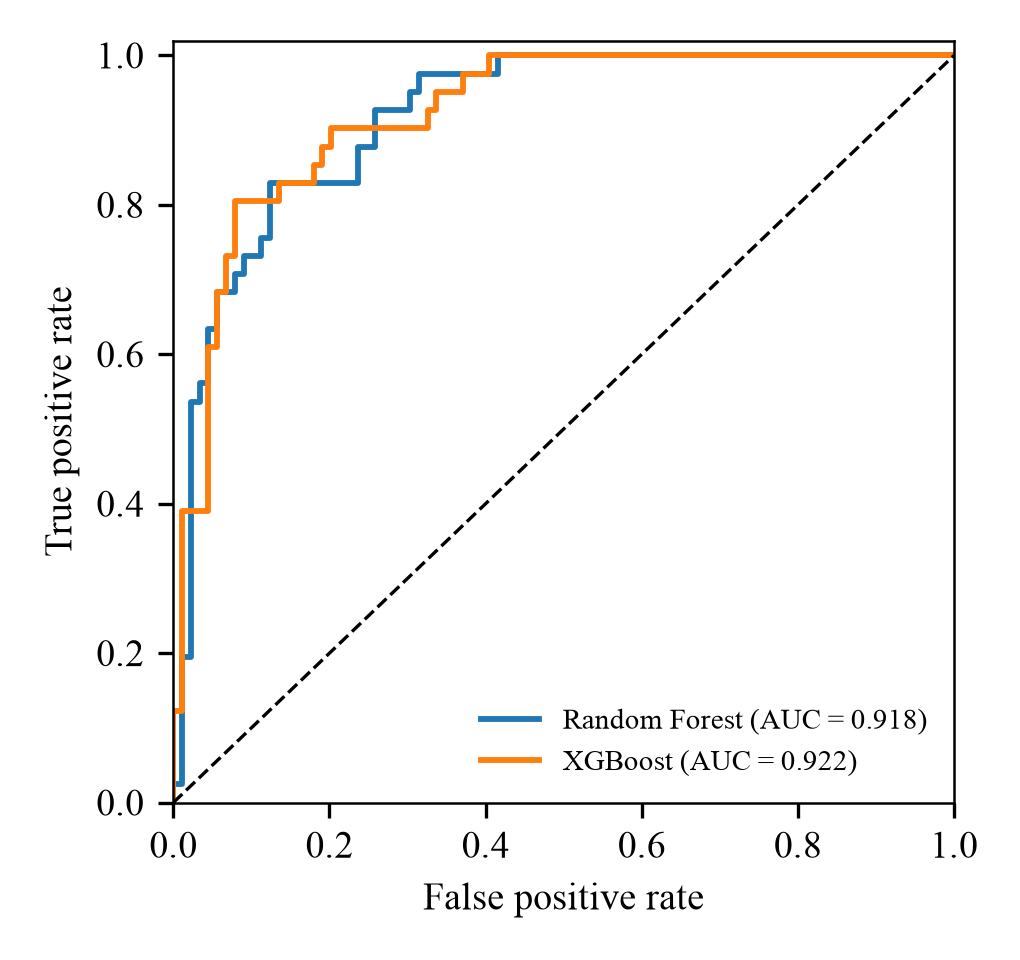 1.0
0.8
0.6
0.4
0.2
0.0
True positive rate
Random Forest (AUC = 0.918)
XGBoost (AUC = 0.922)
0.0 0.2 0.4 0.6 0.8 1.0
False positive rate